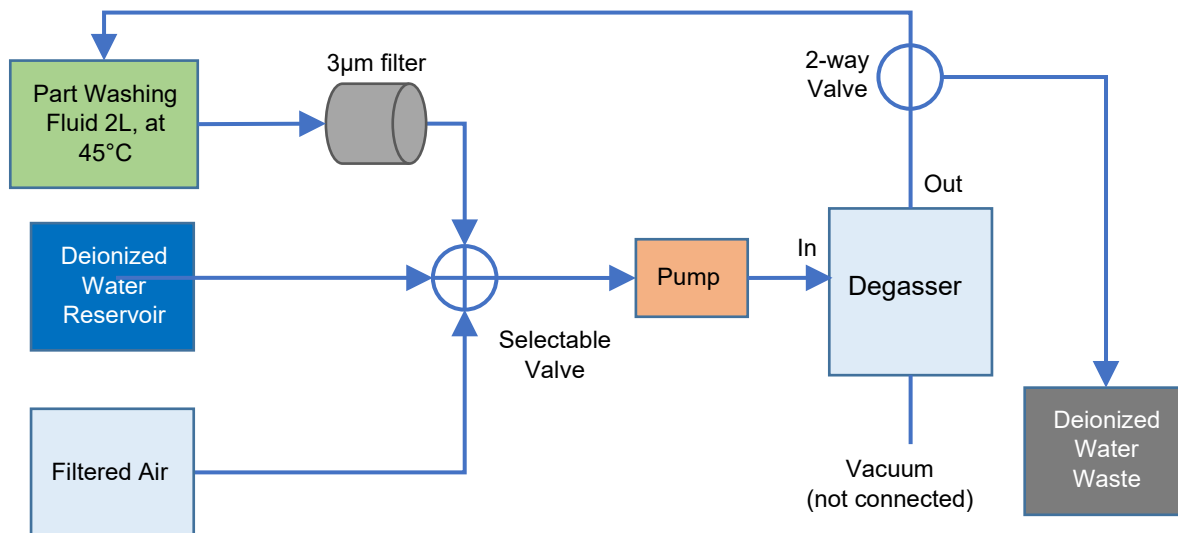 Part Washing
Fluid 2L, at
45°C
3µm filter
2-way
Valve
Out
Deionized
Water
Reservoir
Selectable
Valve
Pump
In
Degasser
Filtered Air
Vacuum
(not connected)
Deionized
Water
Waste